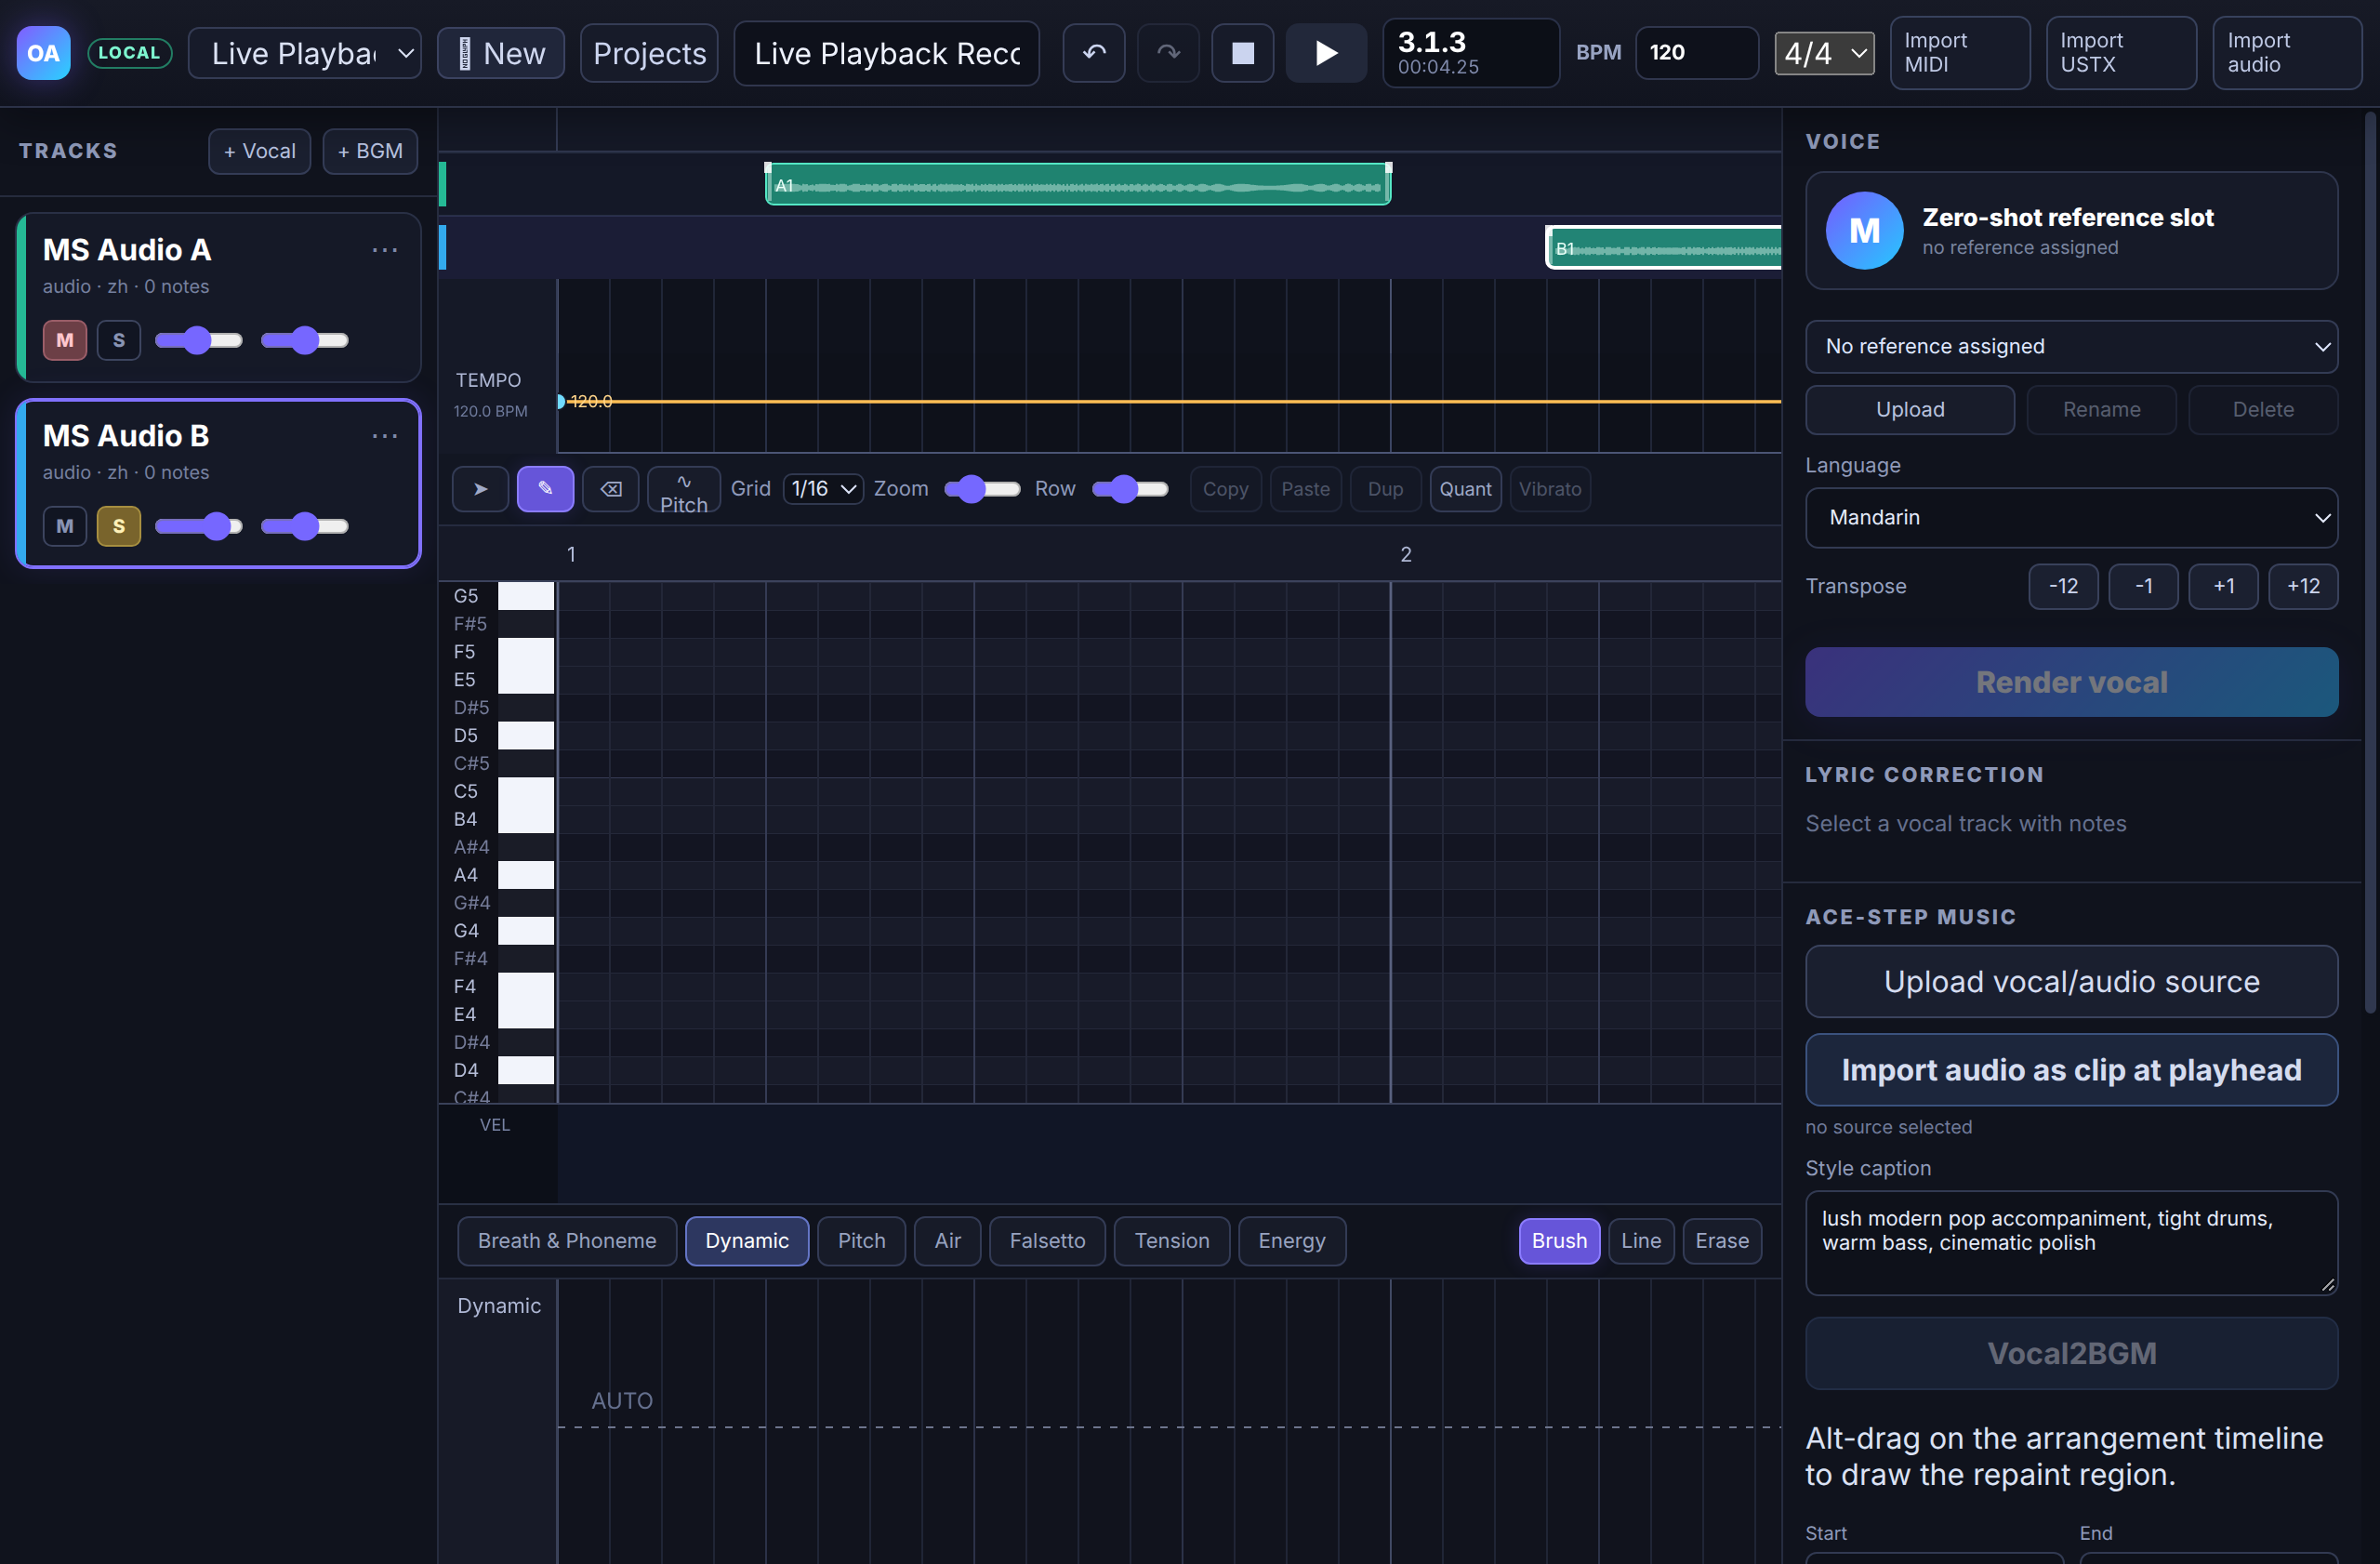 OA LOCAL Live Playba New Projects Live Playback Reco 3.1.3 00:04.25 BPM 120 4/4 Import MIDI Import USTX Import audio
TRACKS + Vocal + BGM
MS Audio A ...
audio · zh · 0 notes
M S
MS Audio B ...
audio · zh · 0 notes
M S
A1
B1
TEMPO
120.0 BPM
120.0
Pitch Grid 1/16 Zoom Row Copy Paste Dup Quant Vibrato
1 2
G5
F#5
F5
E5
D#5
D5
C#5
C5
B4
A#4
A4
G#4
G4
F#4
F4
E4
D#4
D4
C#4
VEL
Breath & Phoneme Dynamic Pitch Air Falsetto Tension Energy Brush Line Erase
Dynamic
AUTO
VOICE
M
Zero-shot reference slot
no reference assigned
No reference assigned
Upload Rename Delete
Language
Mandarin
Transpose -12 -1 +1 +12
Render vocal
LYRIC CORRECTION
Select a vocal track with notes
ACE-STEP MUSIC
Upload vocal/audio source
Import audio as clip at playhead
no source selected
Style caption
lush modern pop accompaniment, tight drums,
warm bass, cinematic polish
Vocal2BGM
Alt-drag on the arrangement timeline
to draw the repaint region.
Start End